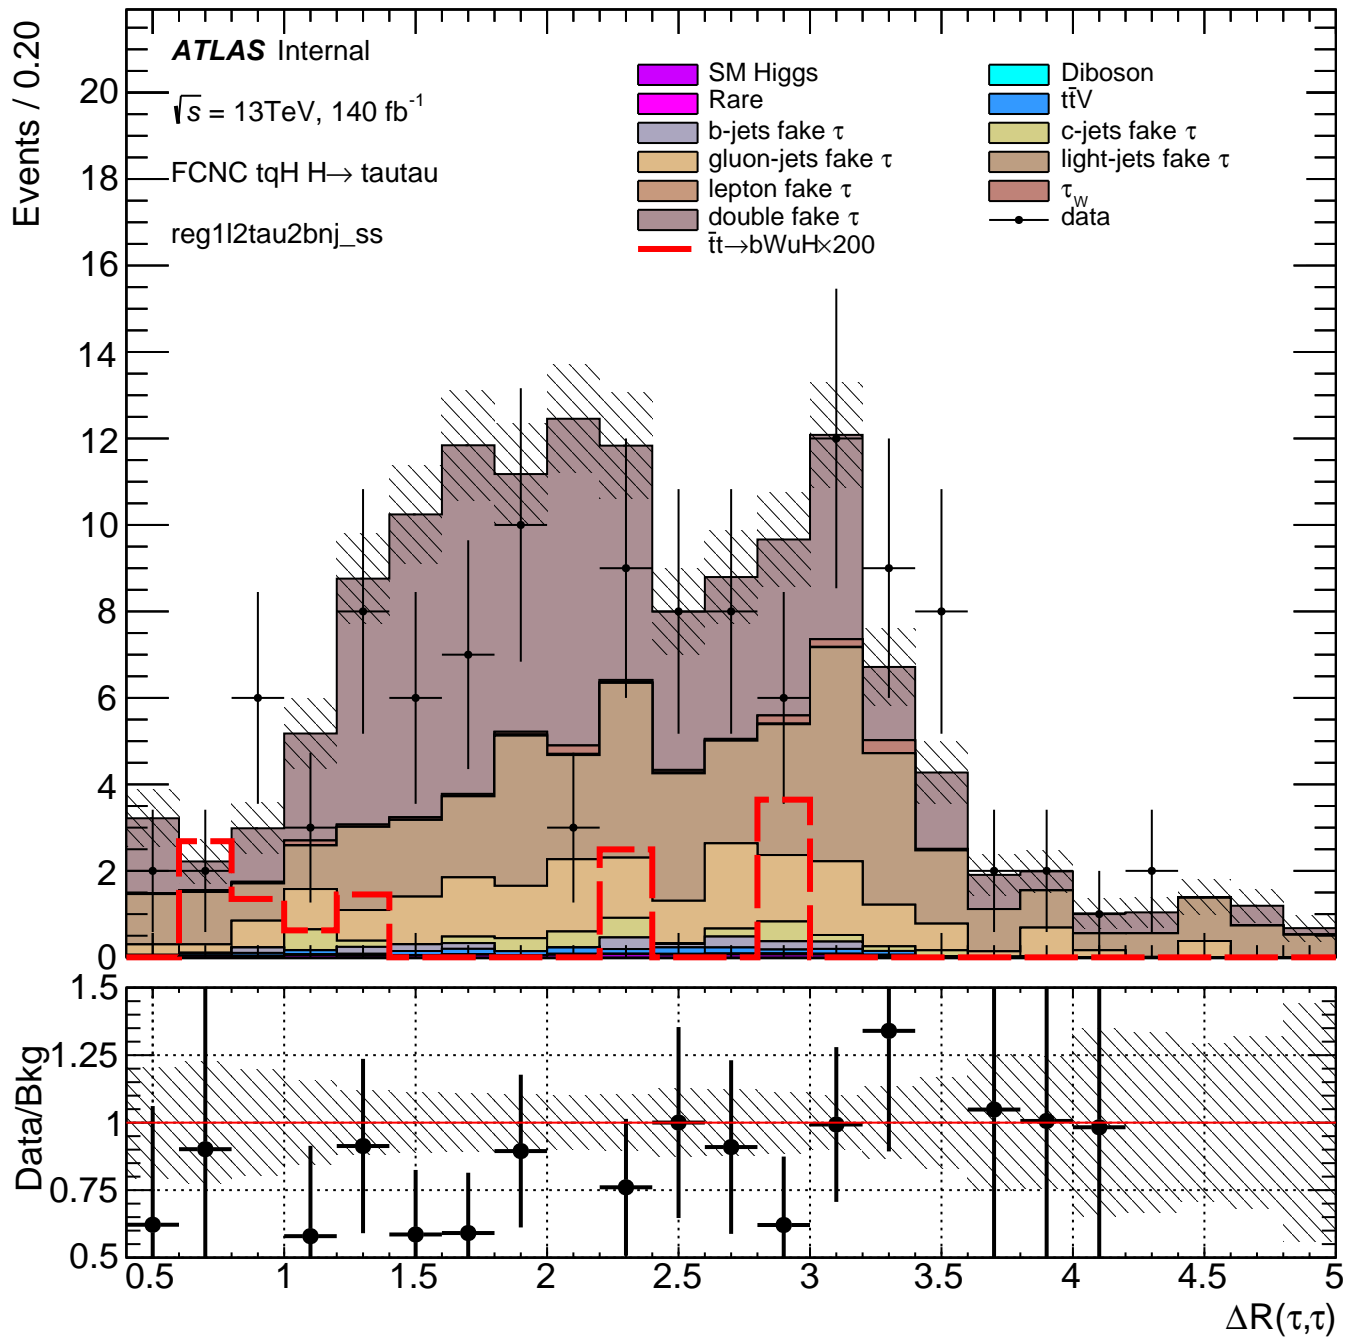 Events / 0.20
ATLAS Internal
√s = 13TeV, 140 fb⁻¹
FCNC tqH H→ tautau
reg1l2tau2bnj_ss
SM Higgs
Diboson
Rare
tt̄V
b-jets fake τ
c-jets fake τ
gluon-jets fake τ
light-jets fake τ
lepton fake τ
τ_W
double fake τ
data
t̄t→bWuH×200
20
18
16
14
12
10
8
6
4
2
0
Data/Bkg
1.5
1.25
1
0.75
0.5
0.5 1 1.5 2 2.5 3 3.5 4 4.5 5
ΔR(τ,τ)